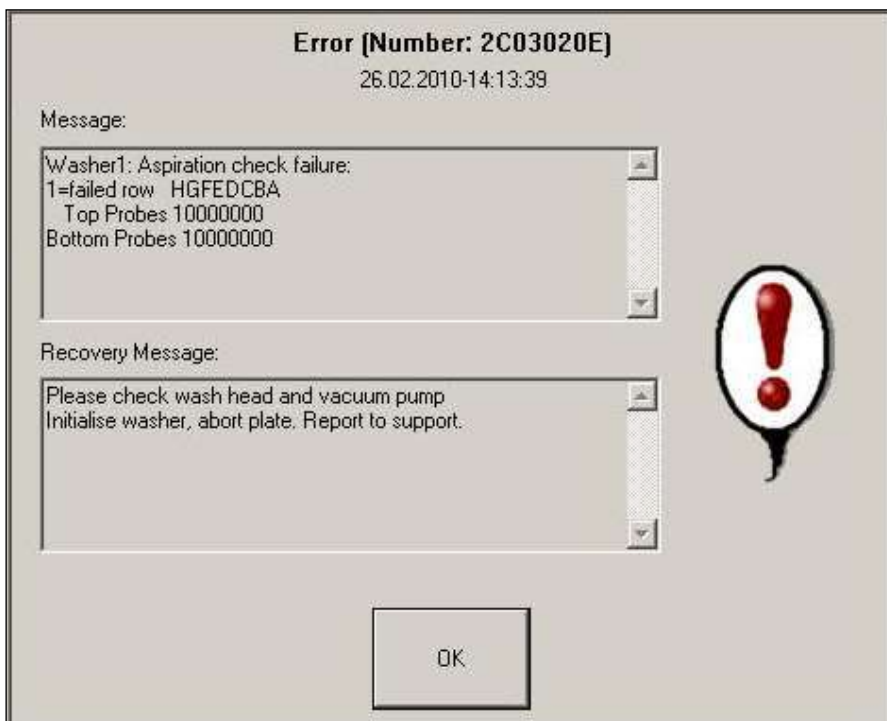 Error (Number: 2C03020E)
26.02.2010-14:13:39
Message:
Washer1: Aspiration check failure:
1=failed row   HGFEDCBA
Top Probes 10000000
Bottom Probes 10000000
Recovery Message:
Please check wash head and vacuum pump
Initialise washer, abort plate. Report to support.
OK